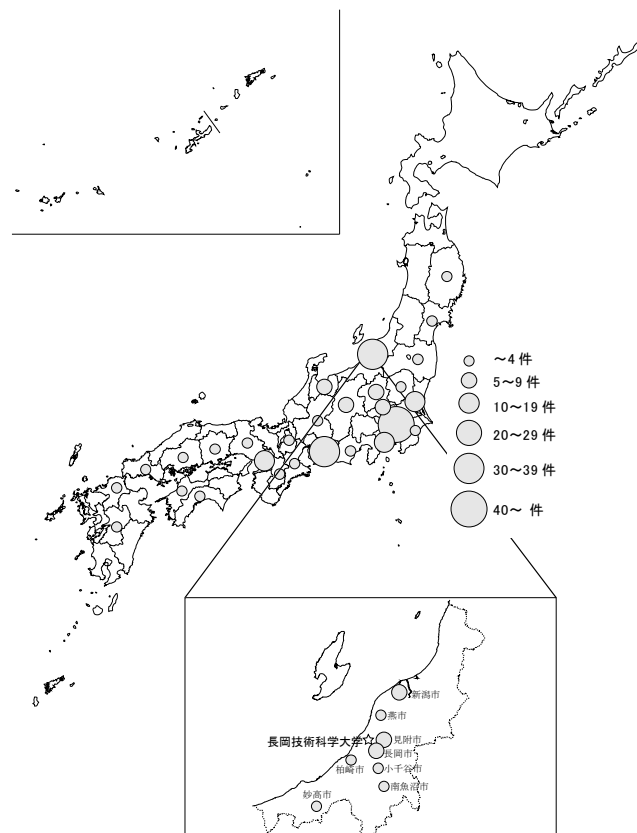 ～4 件
5～9 件
10～19 件
20～29 件
30～39 件
40～ 件
新潟市
燕市
長岡技術科学大学
見附市
長岡市
柏崎市
小千谷市
南魚沼市
妙高市